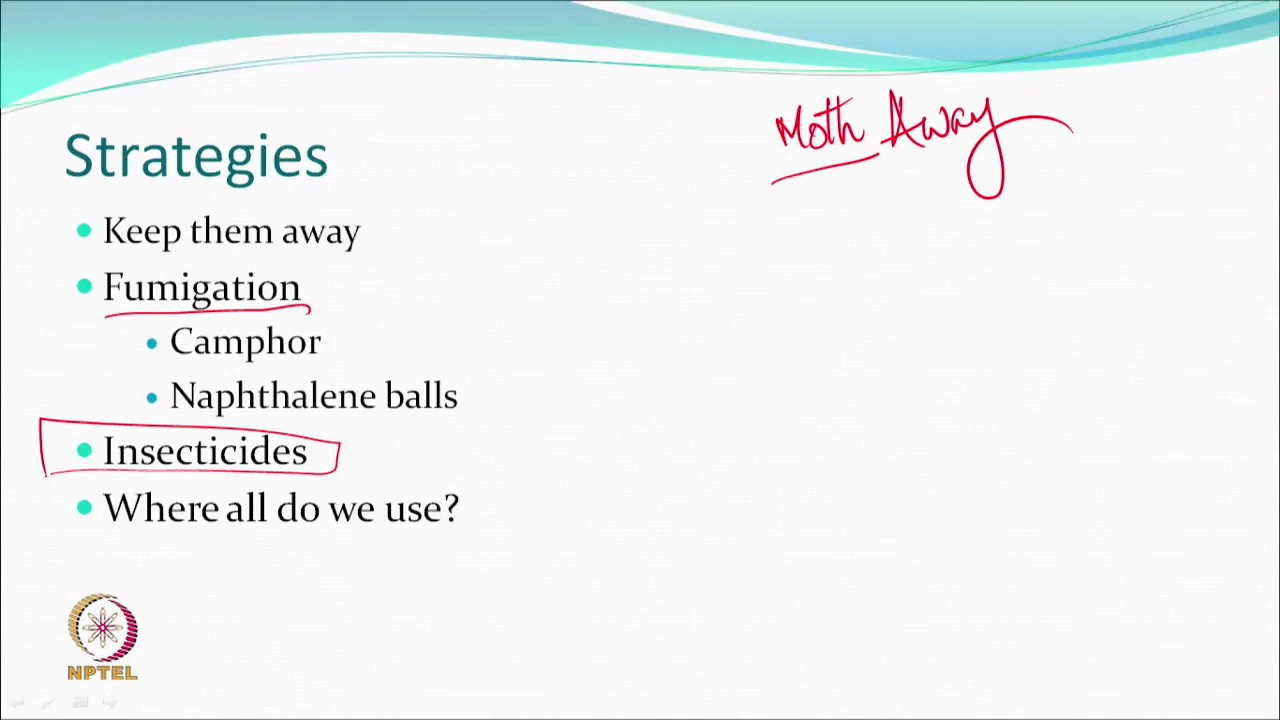 Moth Away
Strategies
Keep them away
Fumigation
Camphor
Naphthalene balls
Insecticides
Where all do we use?
NPTEL